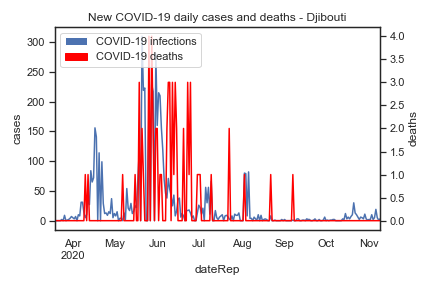 New COVID-19 daily cases and deaths - Djibouti
COVID-19 infections
COVID-19 deaths
300
250
200
150
100
50
0
cases
4.0
3.5
3.0
2.5
2.0
1.5
1.0
0.5
0.0
deaths
Apr May Jun Jul Aug Sep Oct Nov
2020
dateRep